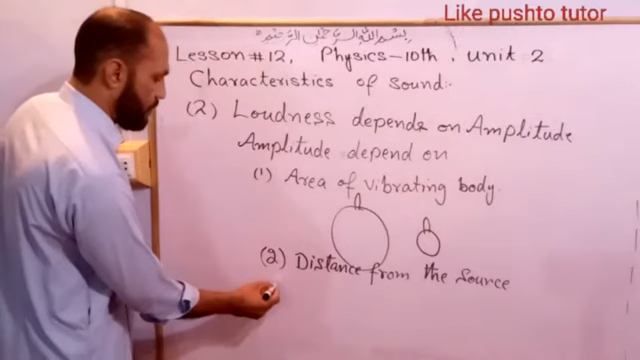 Like pushto tutor
بسم الله الرحمن الرحيم
Lesson #12, Physics-10th, Unit 2
Characteristics of Sound:-
(2) Loudness depends on Amplitude
Amplitude depend on
(1) Area of vibrating body.
(2) Distance from the Source